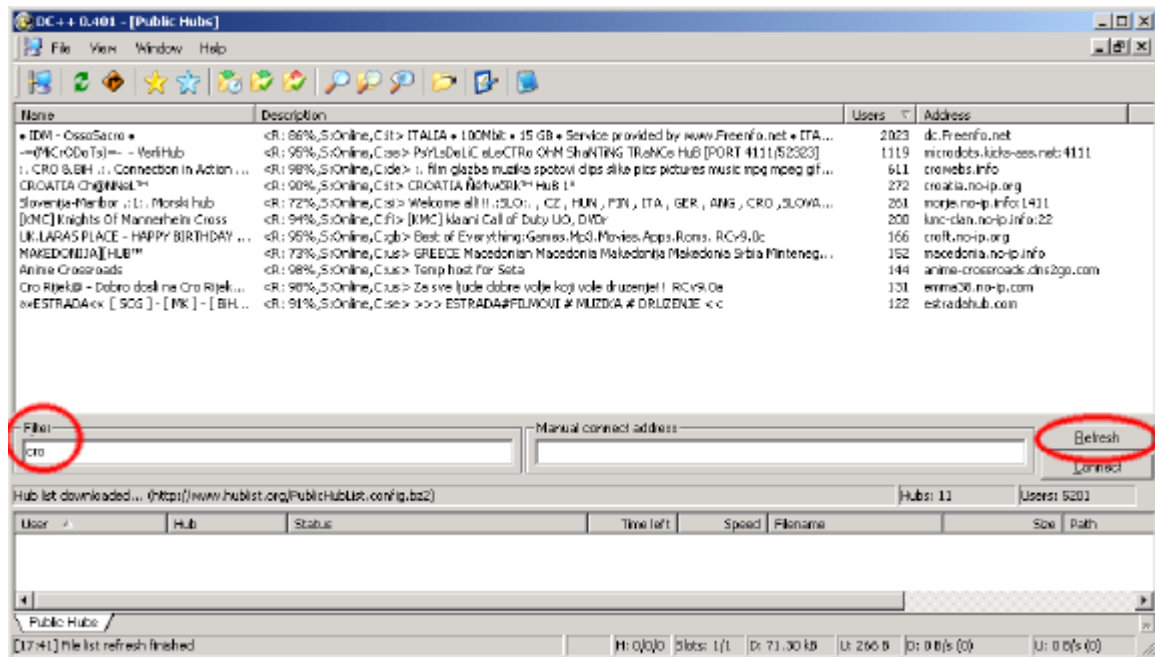 DC++ 0.401 - [Public Hubs]
File View Window Help
Name Description Users Address
• IDM - OssoSacro • <R: 86%,S:Online,C:it> ITALIA • 100Mbit • 15 GB • Service provided by www.Freenfo.net • ITA... 2023 dc.Freenfo.net
-=(MiCrODoTs)=- - VerliHub <R: 95%,S:Online,C:se> PsYLsDeLiC eLeCTRo OhM ShaNTiNG TRaNCe HuB [PORT 4111/52323] 1119 microdots.kicks-ass.net:4111
:. CRO & BiH .:. Connection in Action ... <R: 98%,S:Online,C:de> :. film glazba muzika spotovi clips slike pics pictures music mpg mpeg gif... 611 crowebs.info
CROATIA Ch@NNeL™ <R: 90%,S:Online,C:it> CROATIA HuB 272 croatia.no-ip.org
Slovenija-Maribor .:1:. Morski hub <R: 72%,S:Online,C:si> Welcome all !! .:SLO:. , CZ , HUN , FIN , ITA , GER , ANG , CRO ,SLOVA... 261 morje.no-ip.info:1411
[KMC] Knights Of Mannerheim Cross <R: 94%,S:Online,C:fi> [KMC] klaani Call of Duty UO, DVDr 200 kmc-clan.no-ip.info:22
UK.LARAS PLACE - HAPPY BIRTHDAY ... <R: 95%,S:Online,C:gb> Best of Everything:Games.Mp3.Movies.Apps.Roms. RCv9.0c 166 croft.no-ip.org
MAKEDONIJA][HUB™ <R: 73%,S:Online,C:us> GREECE Macedonian Macedonia Makedonija Makedonia Srbia Minteneg... 152 macedonia.no-ip.info
Anime Crossroads <R: 98%,S:Online,C:us> Temp host for Seta 144 anime-crossroads.dns2go.com
Cro Rijek@ - Dobro dosli na Cro Rijek... <R: 98%,S:Online,C:us> Za sve ljude dobre volje koji vole druzenje!! RCv9.0a 131 emma38.no-ip.com
»«ESTRADA«« [ SCG ] - [ MK ] - [ BiH... <R: 91%,S:Online,C:se> >>> ESTRADA#FILMOVI # MUZIKA # DRUZENJE << 122 estradahub.com
Filter Manual connect address Refresh
cro Connect
Hub list downloaded... (http://www.hublist.org/PublicHubList.config.bz2) Hubs: 11 Users: 5201
User Hub Status Time left Speed Filename Size Path
Public Hubs
[17:41] File list refresh finished H: 0/0/0 Slots: 1/1 D: 71.30 kB U: 266 B D: 0 B/s (0) U: 0 B/s (0)